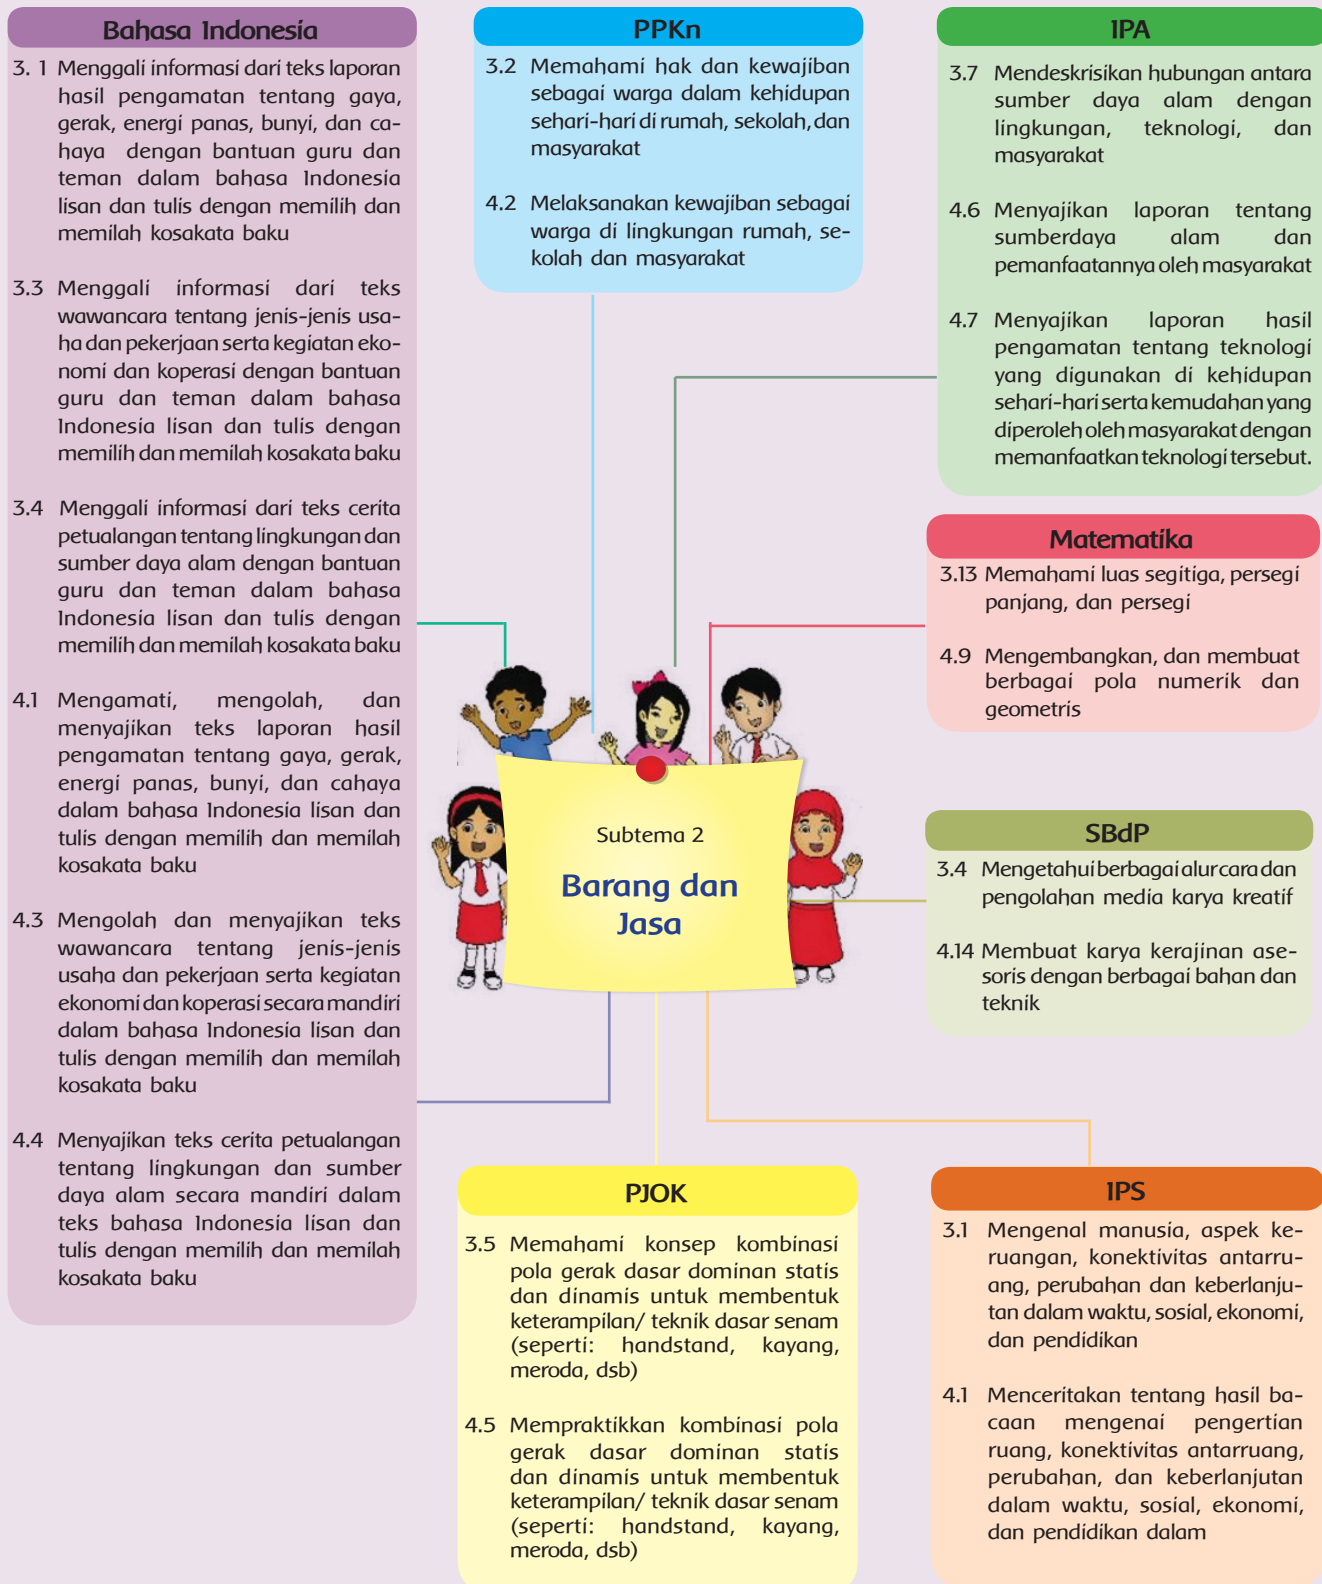 Bahasa Indonesia
3. 1 Menggali informasi dari teks laporan
hasil pengamatan tentang gaya,
gerak, energi panas, bunyi, dan ca-
haya dengan bantuan guru dan
teman dalam bahasa Indonesia
lisan dan tulis dengan memilih dan
memilah kosakata baku
3.3 Menggali informasi dari teks
wawancara tentang jenis-jenis usa-
ha dan pekerjaan serta kegiatan eko-
nomi dan koperasi dengan bantuan
guru dan teman dalam bahasa
Indonesia lisan dan tulis dengan
memilih dan memilah kosakata baku
3.4 Menggali informasi dari teks cerita
petualangan tentang lingkungan dan
sumber daya alam dengan bantuan
guru dan teman dalam bahasa
Indonesia lisan dan tulis dengan
memilih dan memilah kosakata baku
4.1 Mengamati, mengolah, dan
menyajikan teks laporan hasil
pengamatan tentang gaya, gerak,
energi panas, bunyi, dan cahaya
dalam bahasa Indonesia lisan dan
tulis dengan memilih dan memilah
kosakata baku
4.3 Mengolah dan menyajikan teks
wawancara tentang jenis-jenis
usaha dan pekerjaan serta kegiatan
ekonomi dan koperasi secara mandiri
dalam bahasa Indonesia lisan dan
tulis dengan memilih dan memilah
kosakata baku
4.4 Menyajikan teks cerita petualangan
tentang lingkungan dan sumber
daya alam secara mandiri dalam
teks bahasa Indonesia lisan dan
tulis dengan memilih dan memilah
kosakata baku
PPKn
3.2 Memahami hak dan kewajiban
sebagai warga dalam kehidupan
sehari-hari di rumah, sekolah, dan
masyarakat
4.2 Melaksanakan kewajiban sebagai
warga di lingkungan rumah, se-
kolah dan masyarakat
IPA
3.7 Mendeskrisikan hubungan antara
sumber daya alam dengan
lingkungan, teknologi, dan
masyarakat
4.6 Menyajikan laporan tentang
sumberdaya alam dan
pemanfaatannya oleh masyarakat
4.7 Menyajikan laporan hasil
pengamatan tentang teknologi
yang digunakan di kehidupan
sehari-hari serta kemudahan yang
diperoleh oleh masyarakat dengan
memanfaatkan teknologi tersebut.
Matematika
3.13 Memahami luas segitiga, persegi
panjang, dan persegi
4.9 Mengembangkan, dan membuat
berbagai pola numerik dan
geometris
Subtema 2
Barang dan
Jasa
SBdP
3.4 Mengetahui berbagai alur cara dan
pengolahan media karya kreatif
4.14 Membuat karya kerajinan ase-
soris dengan berbagai bahan dan
teknik
PJOK
3.5 Memahami konsep kombinasi
pola gerak dasar dominan statis
dan dinamis untuk membentuk
keterampilan/ teknik dasar senam
(seperti: handstand, kayang,
meroda, dsb)
4.5 Mempraktikkan kombinasi pola
gerak dasar dominan statis
dan dinamis untuk membentuk
keterampilan/ teknik dasar senam
(seperti: handstand, kayang,
meroda, dsb)
IPS
3.1 Mengenal manusia, aspek ke-
ruangan, konektivitas antarru-
ang, perubahan dan keberlanju-
tan dalam waktu, sosial, ekonomi,
dan pendidikan
4.1 Menceritakan tentang hasil ba-
caan mengenai pengertian
ruang, konektivitas antarruang,
perubahan, dan keberlanjutan
dalam waktu, sosial, ekonomi,
dan pendidikan dalam